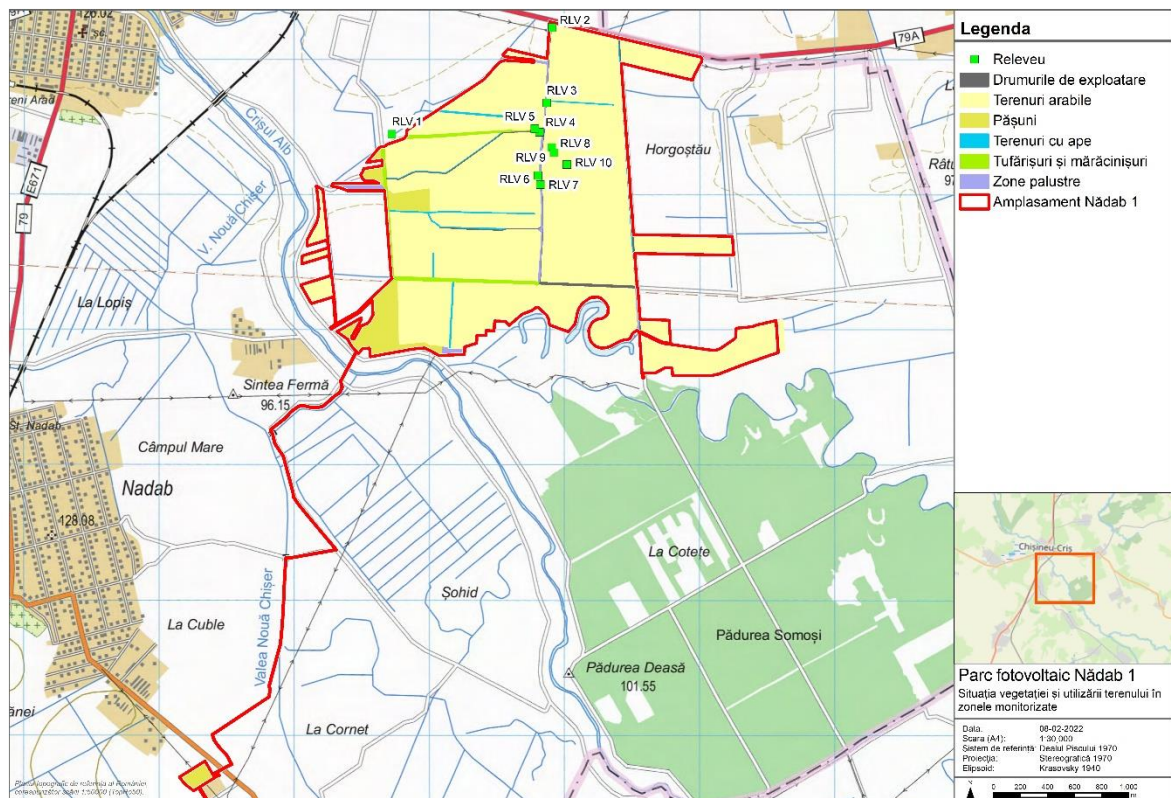 128.02
36
79A
E671
79
Crișul Alb
V. Nouă Chișer
La Lopiș
Horgoștău
RLV 2
RLV 3
RLV 1
RLV 5
RLV 4
RLV 8
RLV 9
RLV 10
RLV 6
RLV 7
Sintea Fermă
96.15
Câmpul Mare
Nadab
128.08
La Cuble
Valea Nouă Chișer
Șohid
La Cornet
La Cotețe
Pădurea Somoși
Pădurea Deasă
101.55
Legenda
Releveu
Drumurile de exploatare
Terenuri arabile
Pășuni
Terenuri cu ape
Tufărișuri și mărăcinișuri
Zone palustre
Amplasament Nădab 1
Chișineu-Criș
Parc fotovoltaic Nădab 1
Situația vegetației și utilizării terenului în
zonele monitorizate
Data: 08-02-2022
Scara (A4): 1:30 000
Sistem de referință: Dealul Piscului 1970
Proiecția: Stereografică 1970
Elipsoid: Krasovsky 1940
N
0 200 400 600 800 1.000
m